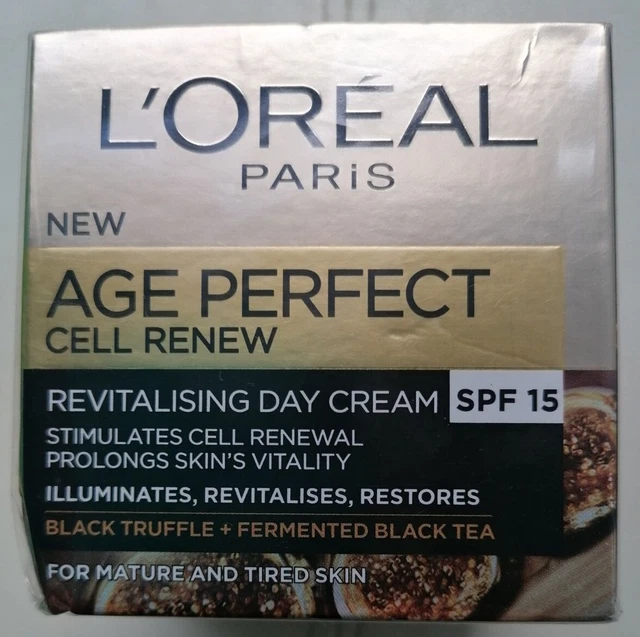 L'ORÉAL
PARiS
NEW
AGE PERFECT
CELL RENEW
REVITALISING DAY CREAM SPF 15
STIMULATES CELL RENEWAL
PROLONGS SKIN'S VITALITY
ILLUMINATES, REVITALISES, RESTORES
BLACK TRUFFLE + FERMENTED BLACK TEA
FOR MATURE AND TIRED SKIN